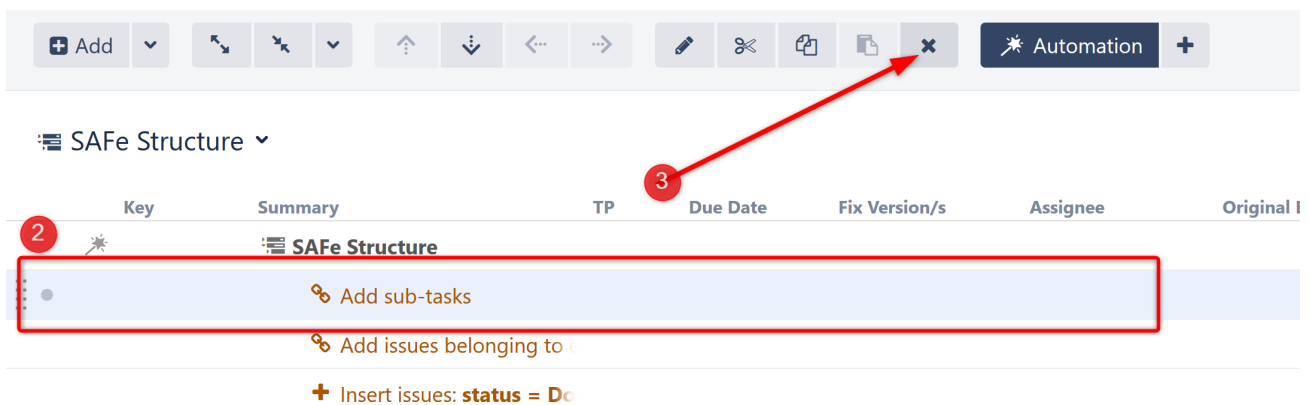 Add
Automation
SAFe Structure
3
Key Summary TP Due Date Fix Version/s Assignee Original
2
SAFe Structure
Add sub-tasks
Add issues belonging to
Insert issues: status =